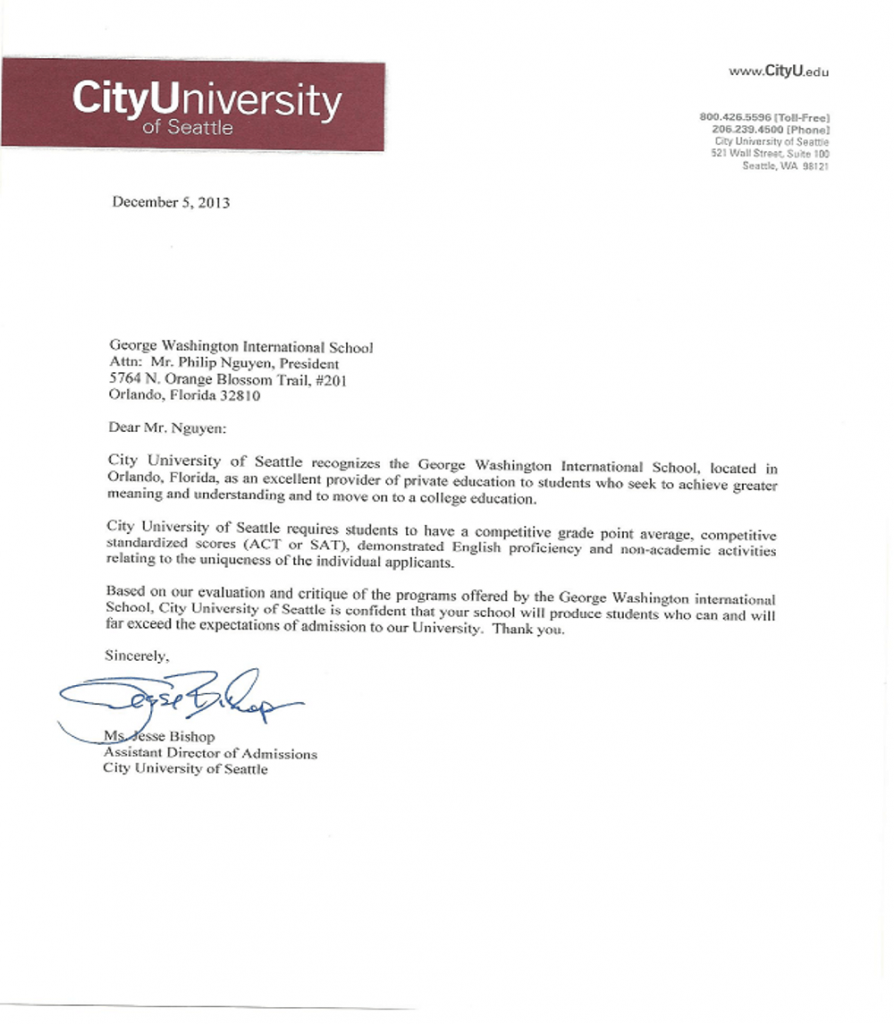 CityUniversity
of Seattle
www.CityU.edu
800.426.5596 [Toll-Free]
206.239.4500 [Phone]
City University of Seattle
521 Wall Street, Suite 100
Seattle, WA 98121
December 5, 2013
George Washington International School
Attn: Mr. Philip Nguyen, President
5764 N. Orange Blossom Trail, #201
Orlando, Florida 32810
Dear Mr. Nguyen:
City University of Seattle recognizes the George Washington International School, located in
Orlando, Florida, as an excellent provider of private education to students who seek to achieve greater
meaning and understanding and to move on to a college education.
City University of Seattle requires students to have a competitive grade point average, competitive
standardized scores (ACT or SAT), demonstrated English proficiency and non-academic activities
relating to the uniqueness of the individual applicants.
Based on our evaluation and critique of the programs offered by the George Washington international
School, City University of Seattle is confident that your school will produce students who can and will
far exceed the expectations of admission to our University. Thank you.
Sincerely,
Jesse Bishop
Ms. Jesse Bishop
Assistant Director of Admissions
City University of Seattle